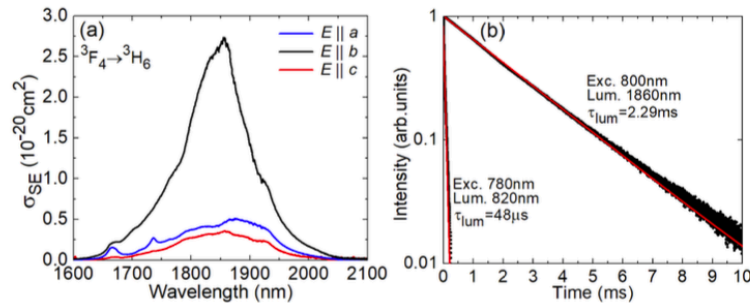 (a)
³F₄→³H₆
E || a
E || b
E || c
σSE (10⁻²⁰cm²)
3.0
2.5
2.0
1.5
1.0
0.5
0.0
1600 1700 1800 1900 2000 2100
Wavelength (nm)
(b)
Exc. 800nm
Lum. 1860nm
τlum=2.29ms
Exc. 780nm
Lum. 820nm
τlum=48μs
Intensity (arb.units)
1
0.1
0.01
0 1 2 3 4 5 6 7 8 9 10
Time (ms)